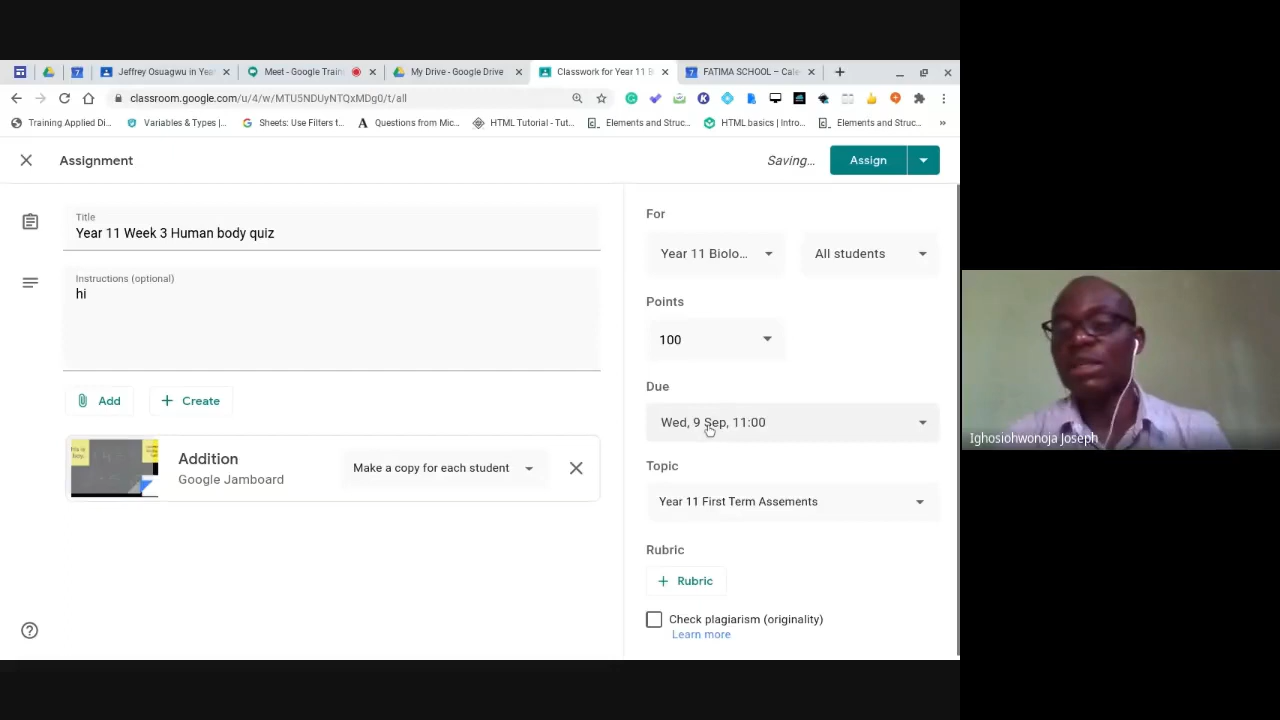 Jeffrey Osuagwu in Yea
Meet - Google Train
My Drive - Google Drive
Classwork for Year 11 B
FATIMA SCHOOL – Cale
classroom.google.com/u/4/w/MTU5NDUyNTQxMDg0/t/all
Training Applied Di...
Variables & Types |...
Sheets: Use Filters t...
Questions from Mic...
HTML Tutorial - Tut...
Elements and Struc...
HTML basics | Intro...
Elements and Struc...
Assignment
Saving...
Assign
Title
Year 11 Week 3 Human body quiz
Instructions (optional)
hi
Add
Create
Addition
Google Jamboard
Make a copy for each student
For
Year 11 Biolo...
All students
Points
100
Due
Wed, 9 Sep, 11:00
Topic
Year 11 First Term Assements
Rubric
Rubric
Check plagiarism (originality)
Learn more
Ighosiohwonoja Joseph